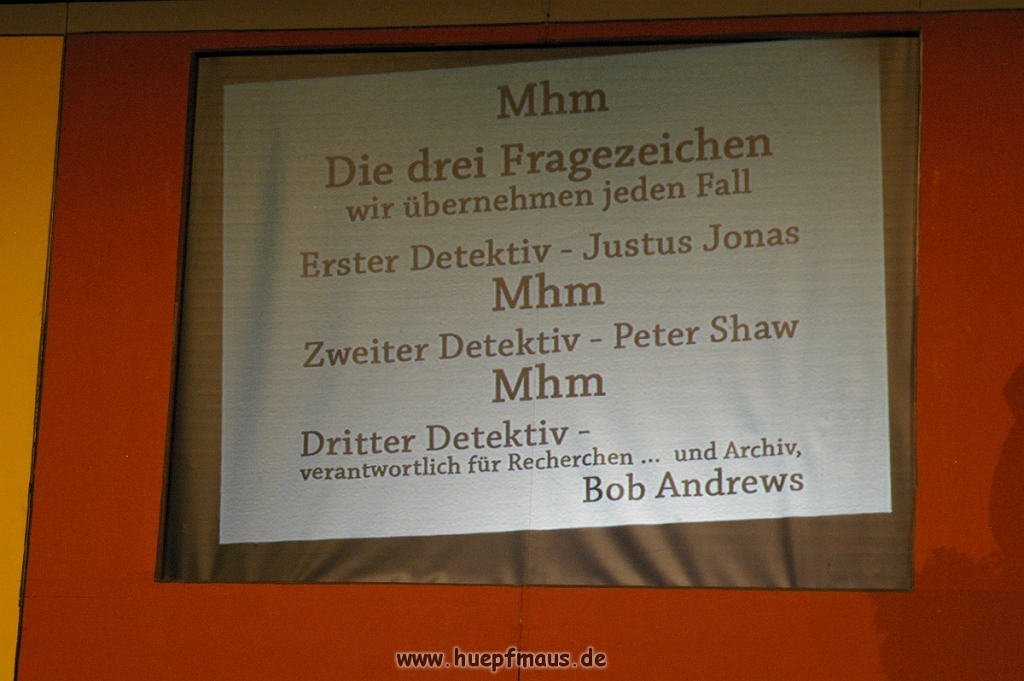 Mhm
Die drei Fragezeichen
wir übernehmen jeden Fall
Erster Detektiv - Justus Jonas
Mhm
Zweiter Detektiv - Peter Shaw
Mhm
Dritter Detektiv -
verantwortlich für Recherchen ... und Archiv,
Bob Andrews
www.huepfmaus.de